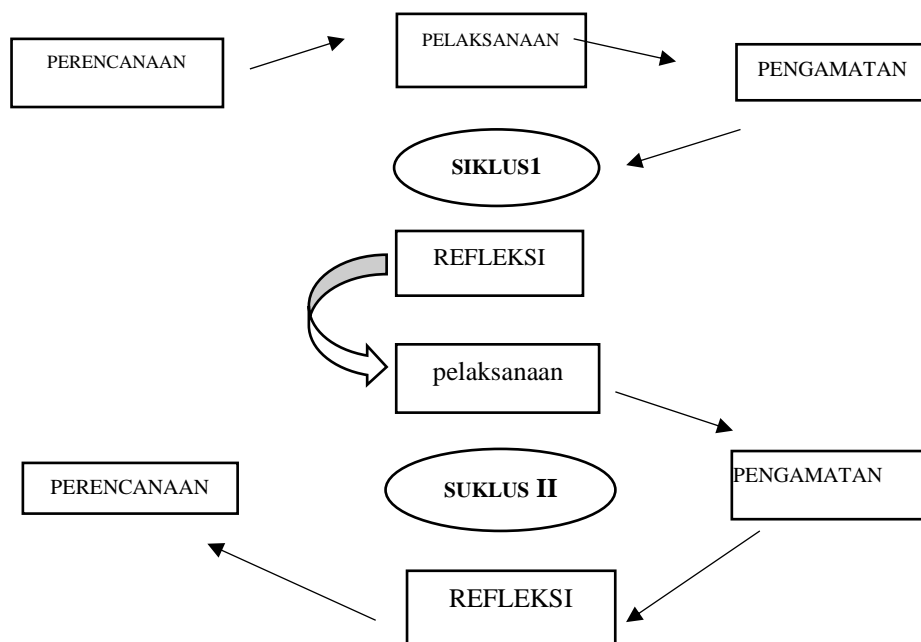 PERENCANAAN
PELAKSANAAN
PENGAMATAN
SIKLUS1
REFLEKSI
pelaksanaan
PERENCANAAN
SUKLUS II
PENGAMATAN
REFLEKSI